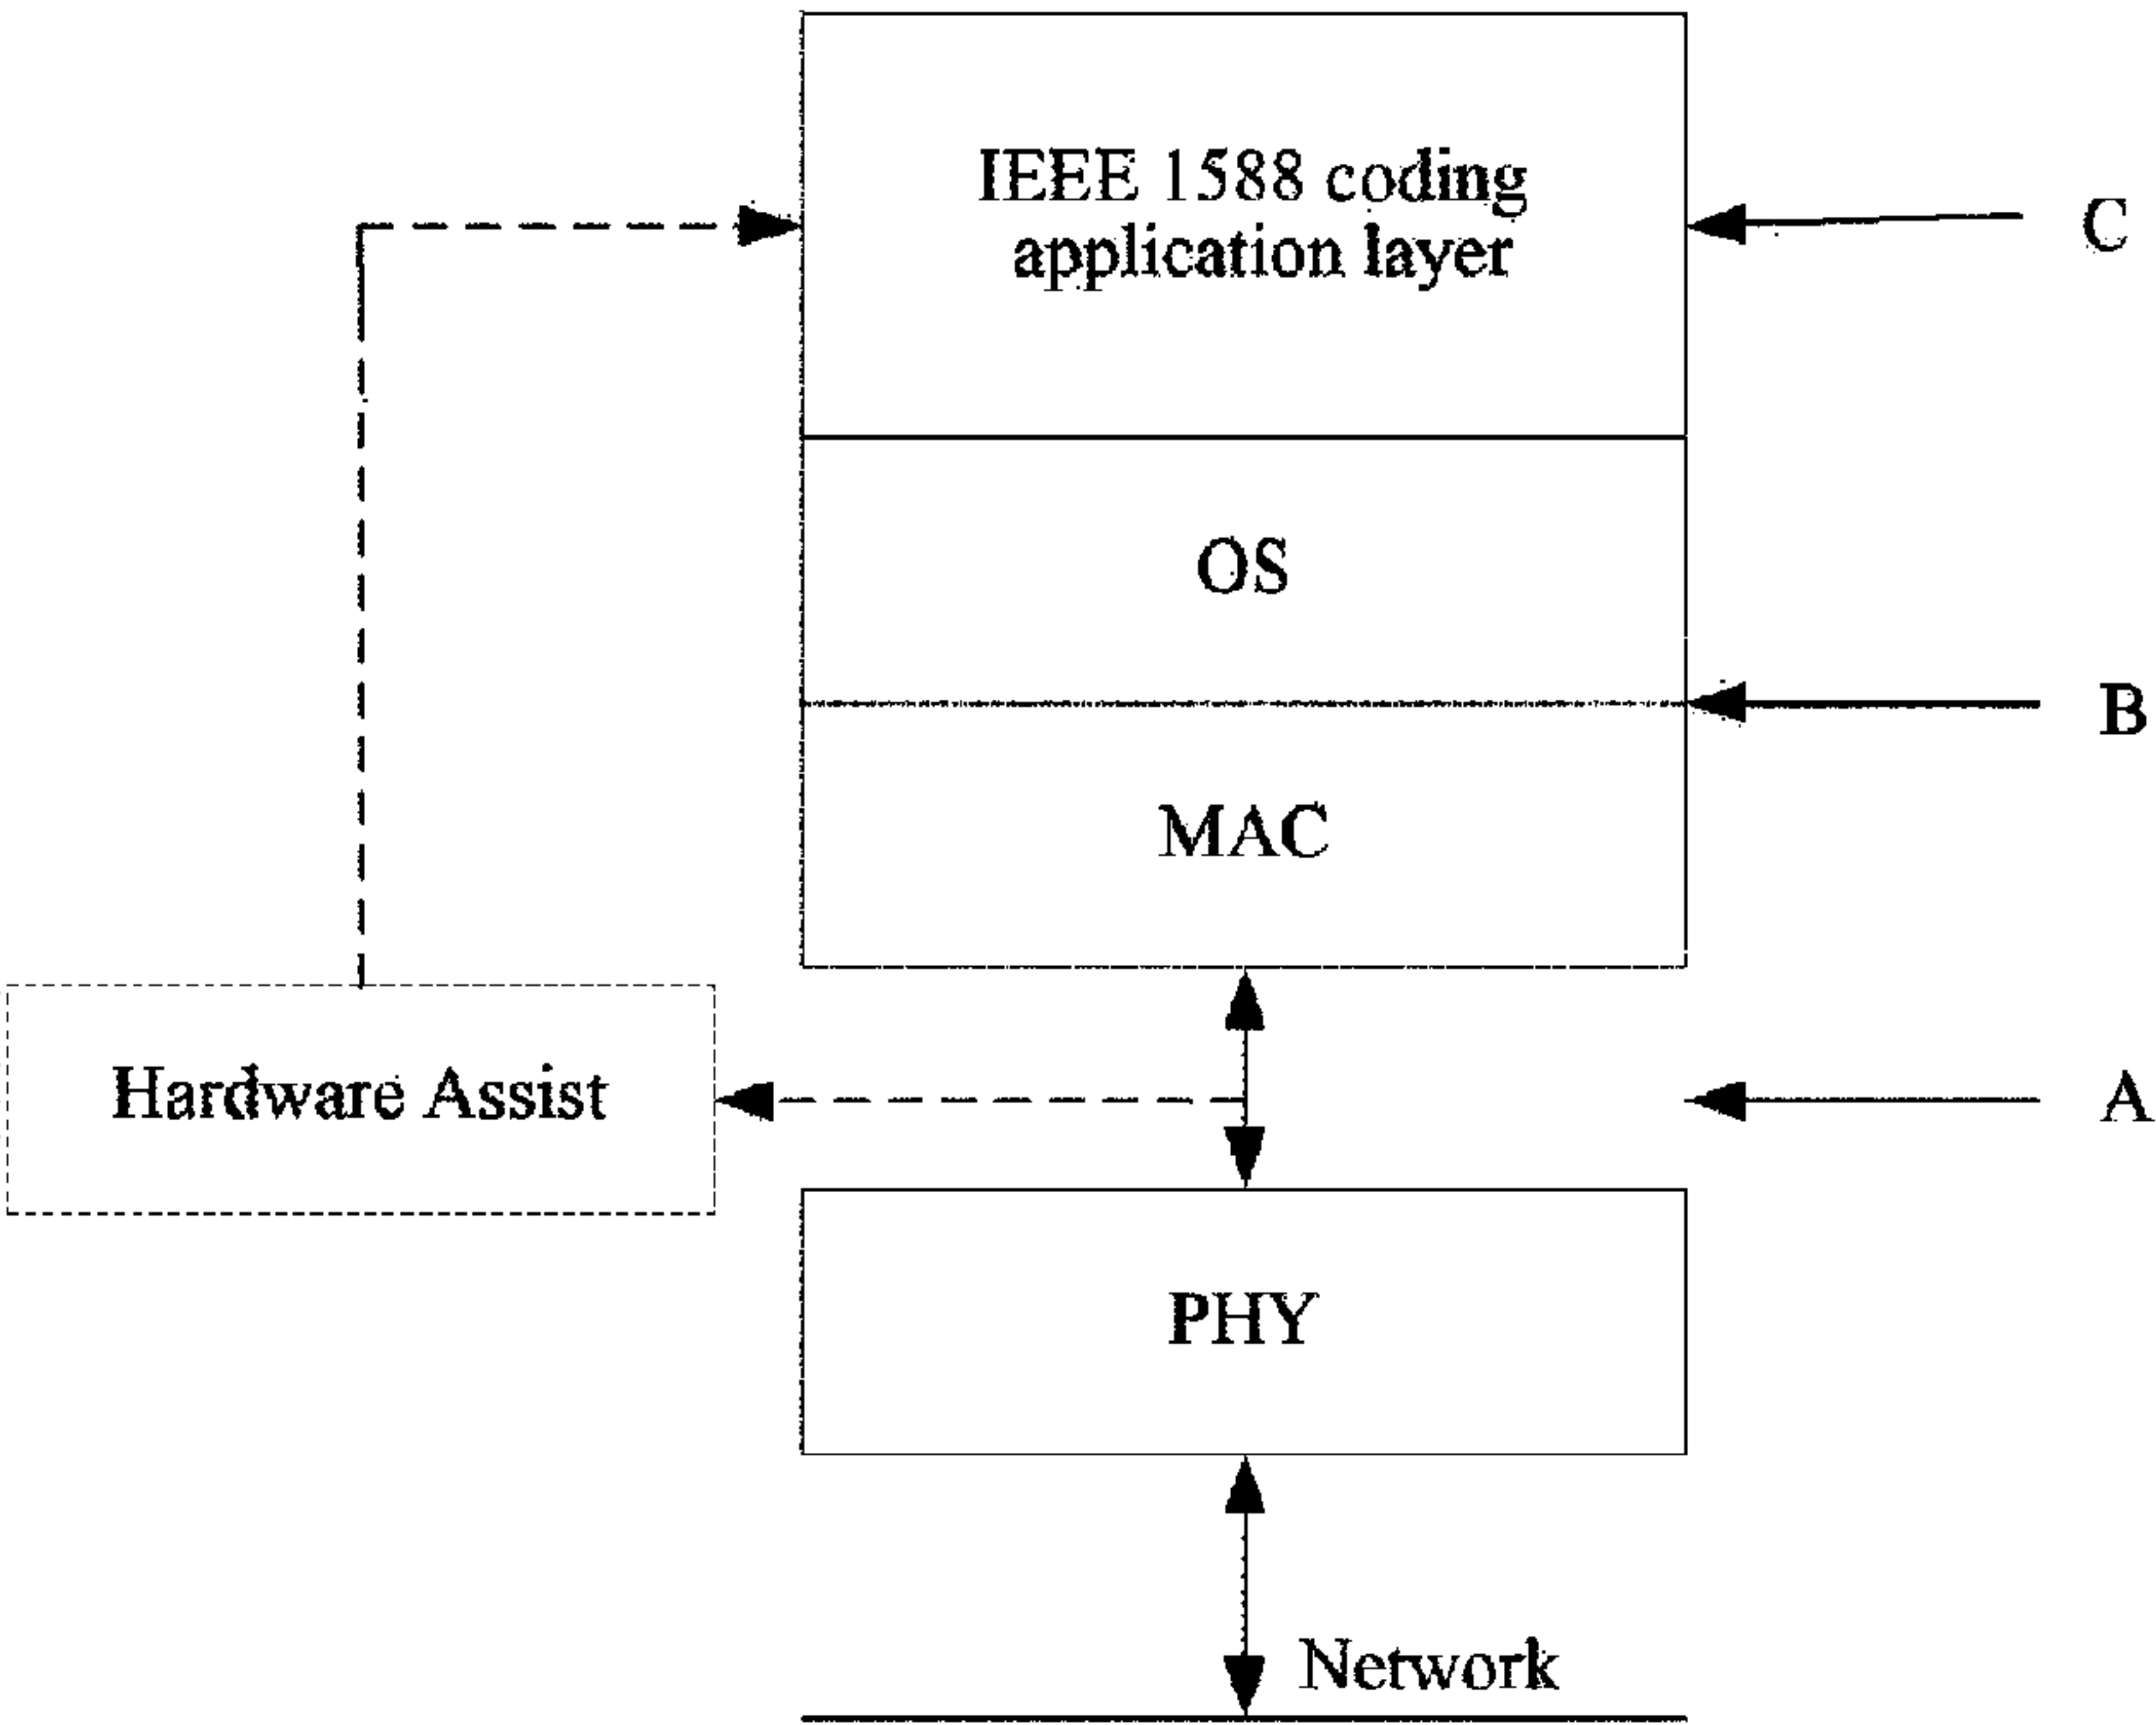 IEEE 1588 coding
application layer
C
OS
B
MAC
Hardware Assist
A
PHY
Network